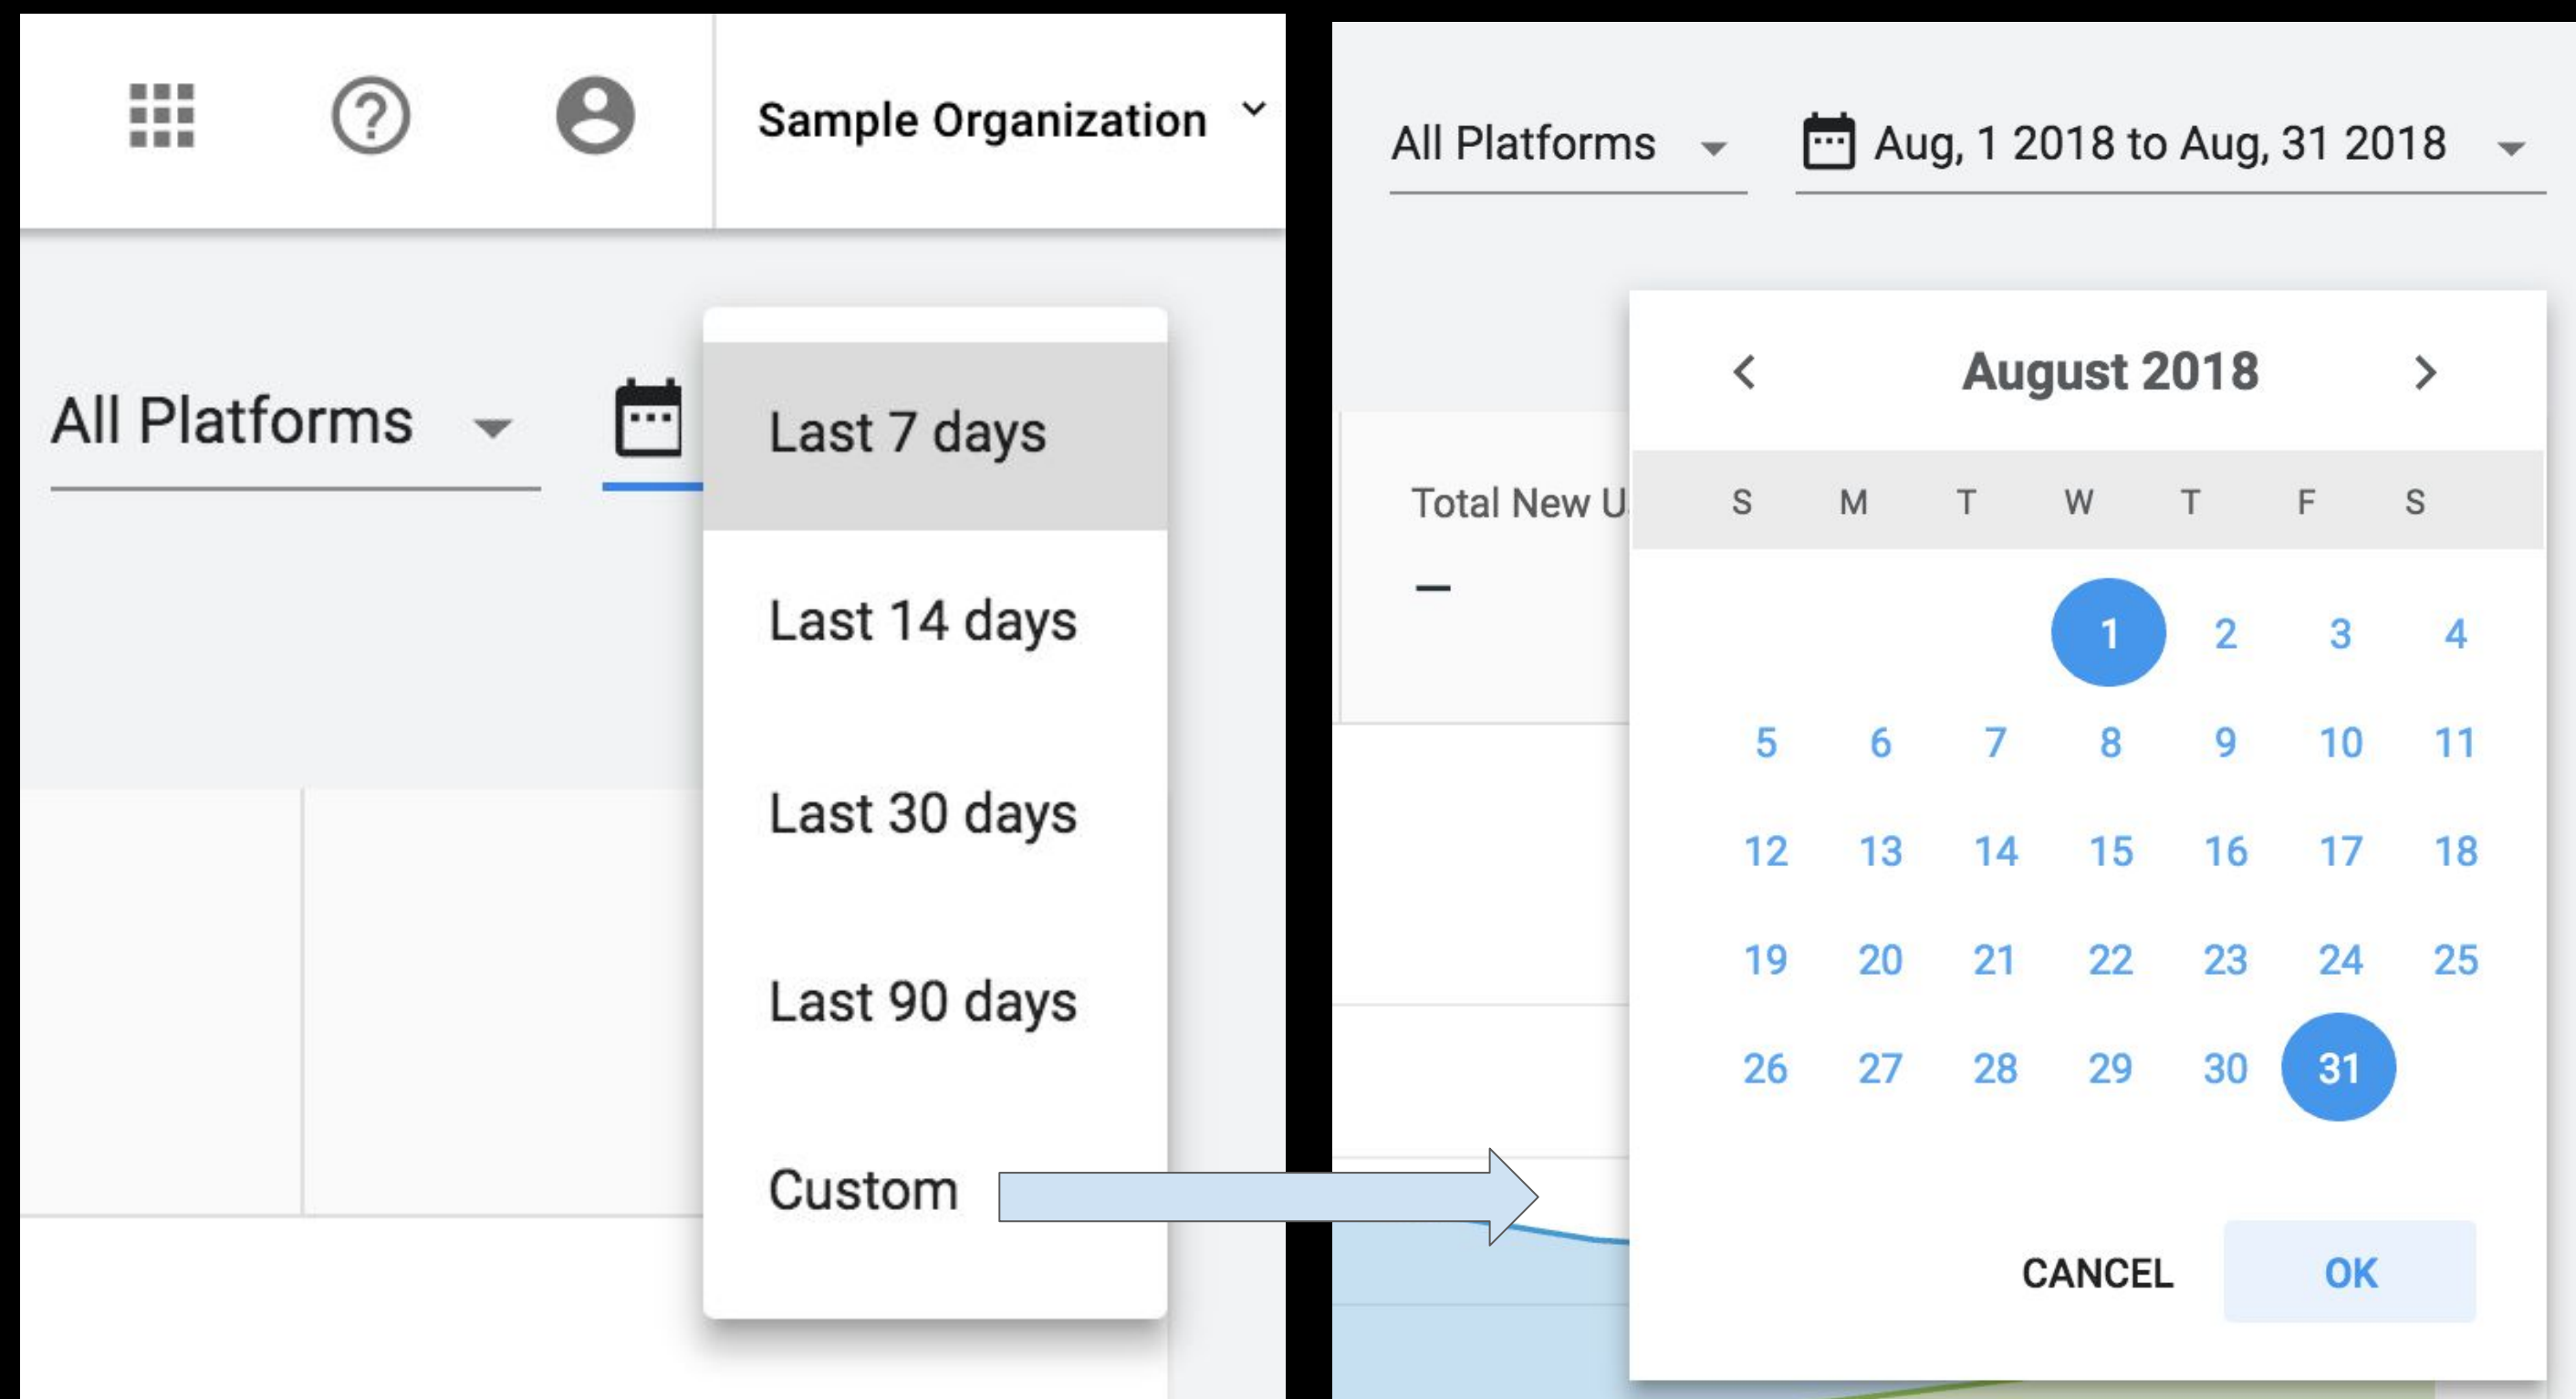 Sample Organization
All Platforms
Last 7 days
Last 14 days
Last 30 days
Last 90 days
Custom
All Platforms Aug, 1 2018 to Aug, 31 2018
Total New U
–
August 2018
S M T W T F S
1 2 3 4
5 6 7 8 9 10 11
12 13 14 15 16 17 18
19 20 21 22 23 24 25
26 27 28 29 30 31
CANCEL OK